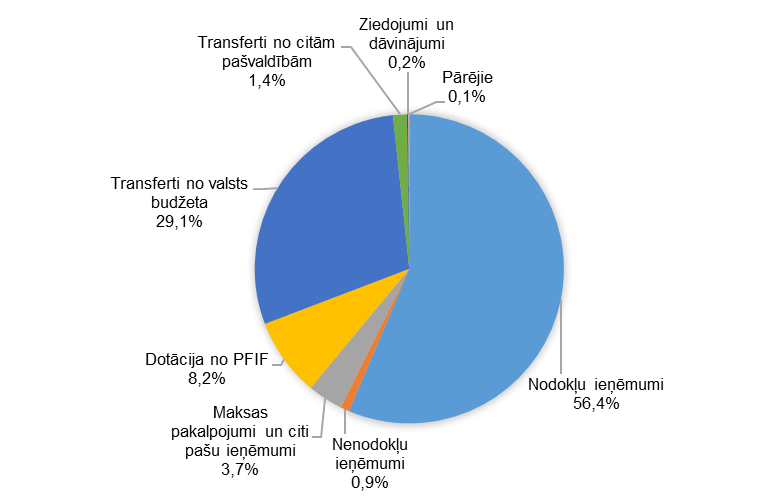 Ziedojumi un
dāvinājumi
0,2%
Transferti no citām
pašvaldībām
1,4%
Pārējie
0,1%
Transferti no valsts
budžeta
29,1%
Dotācija no PFIF
8,2%
Nodokļu ieņēmumi
56,4%
Maksas
pakalpojumi un citi
pašu ieņēmumi
3,7%
Nenodokļu
ieņēmumi
0,9%